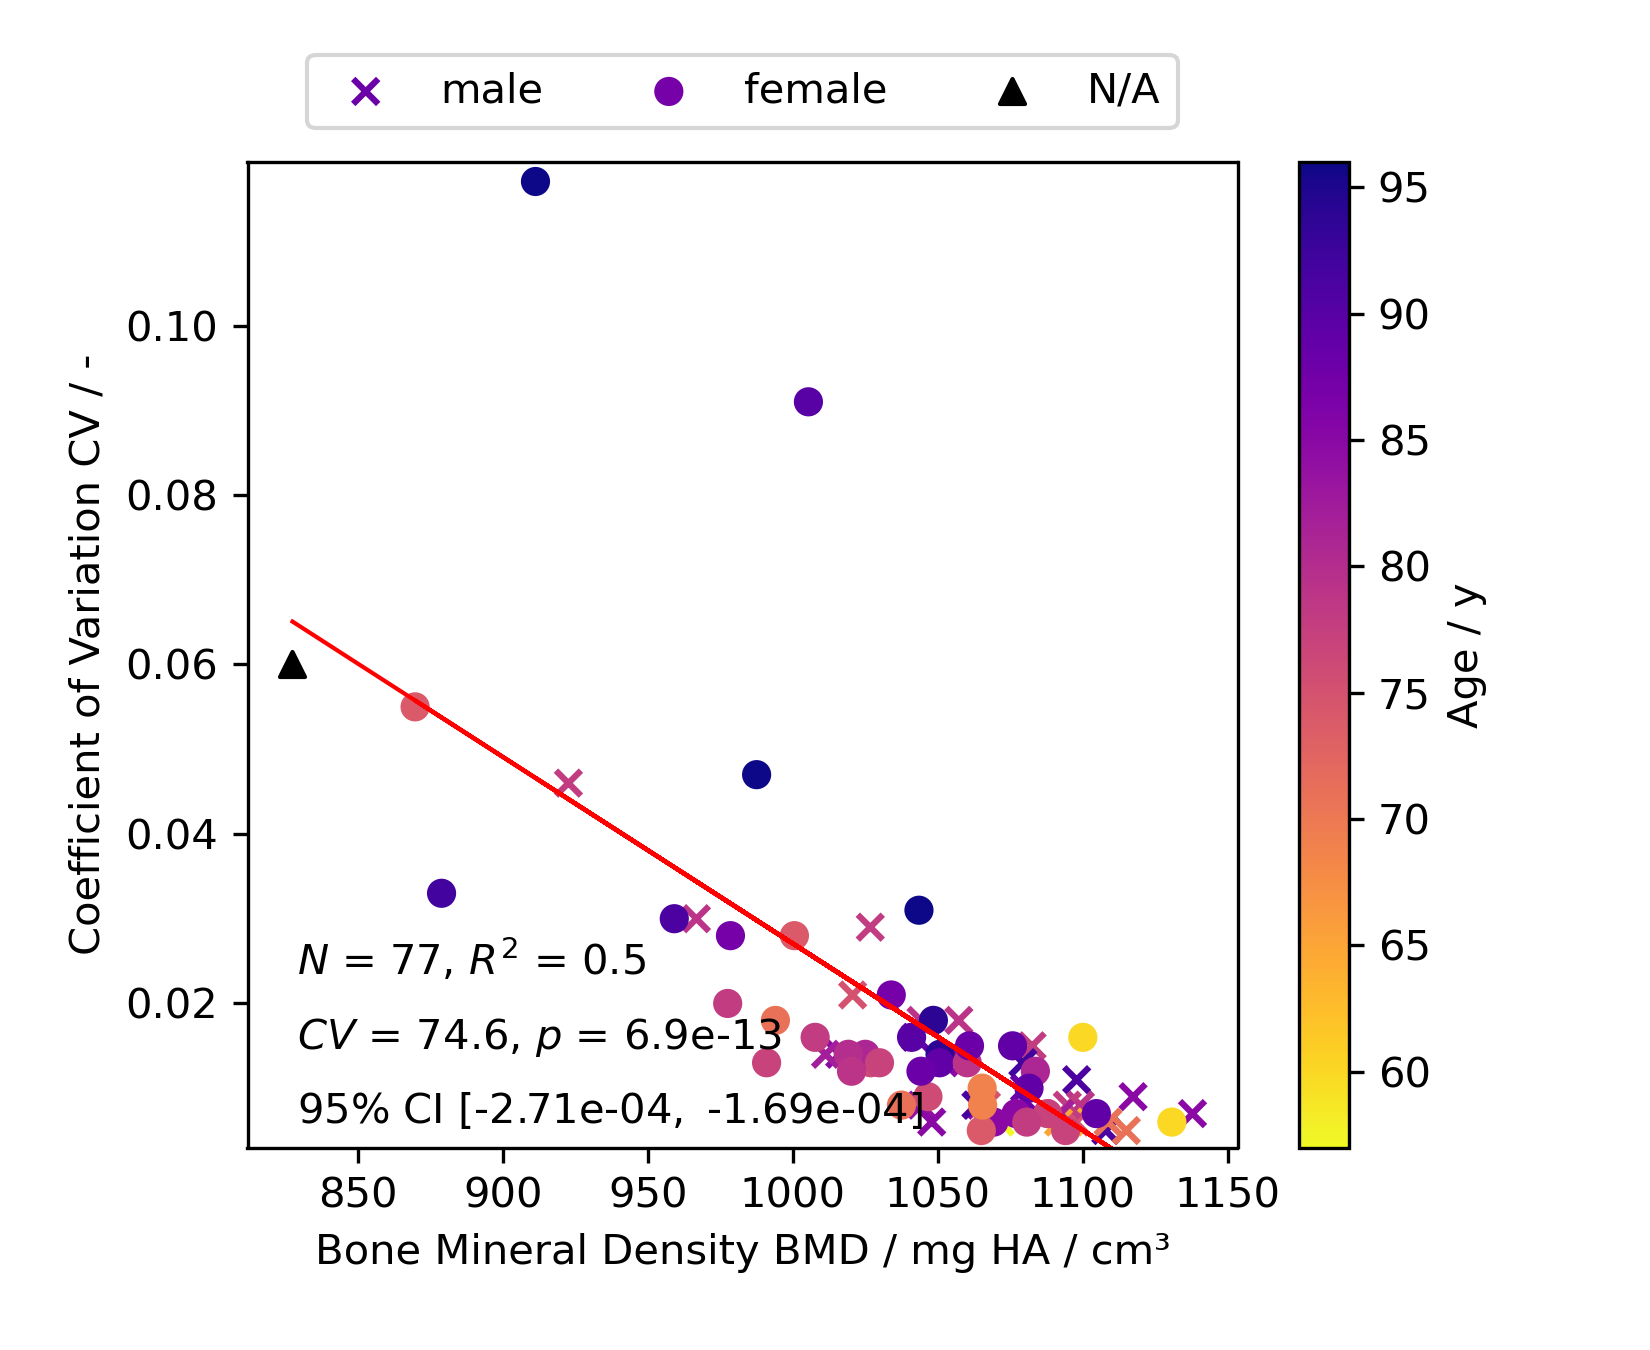 male female N/A
0.10
0.08
0.06
0.04
0.02
Coefficient of Variation CV / -
N = 77, R² = 0.5
CV = 74.6, p = 6.9e-13
95% CI [-2.71e-04, -1.69e-04]
850 900 950 1000 1050 1100 1150
Bone Mineral Density BMD / mg HA / cm³
95
90
85
80
75
70
65
60
Age / y